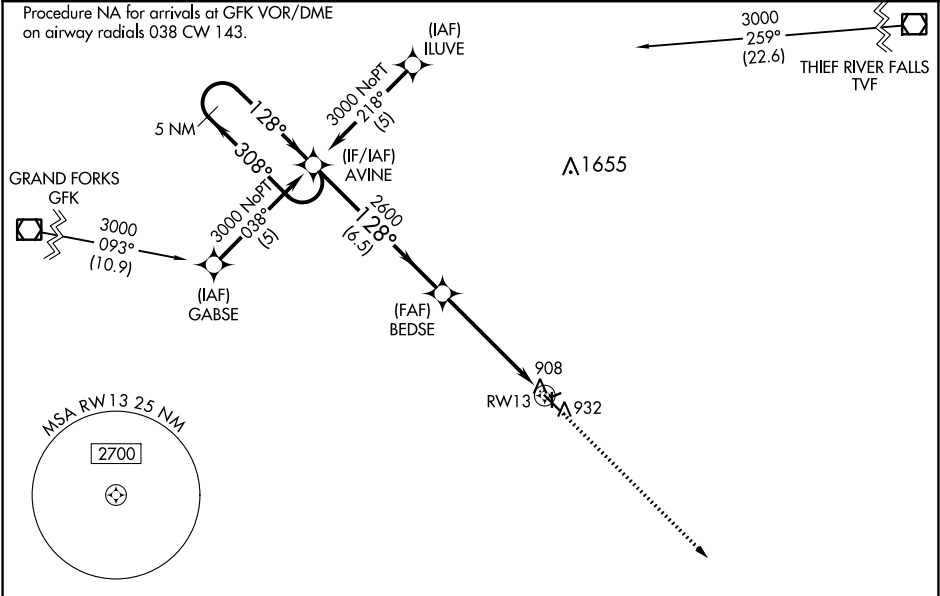 Procedure NA for arrivals at GFK VOR/DME
on airway radials 038 CW 143.
(IAF)
ILUVE
3000
259°
(22.6)
THIEF RIVER FALLS
TVF
3000 NoPT
218°
(5)
128°
5 NM
308°
(IF/IAF)
AVINE
1655
GRAND FORKS
GFK
3000
093°
(10.9)
3000 NoPT
038°
(5)
2600
128°
(6.5)
(IAF)
GABSE
(FAF)
BEDSE
908
RW13
932
MSA RW13 25 NM
2700